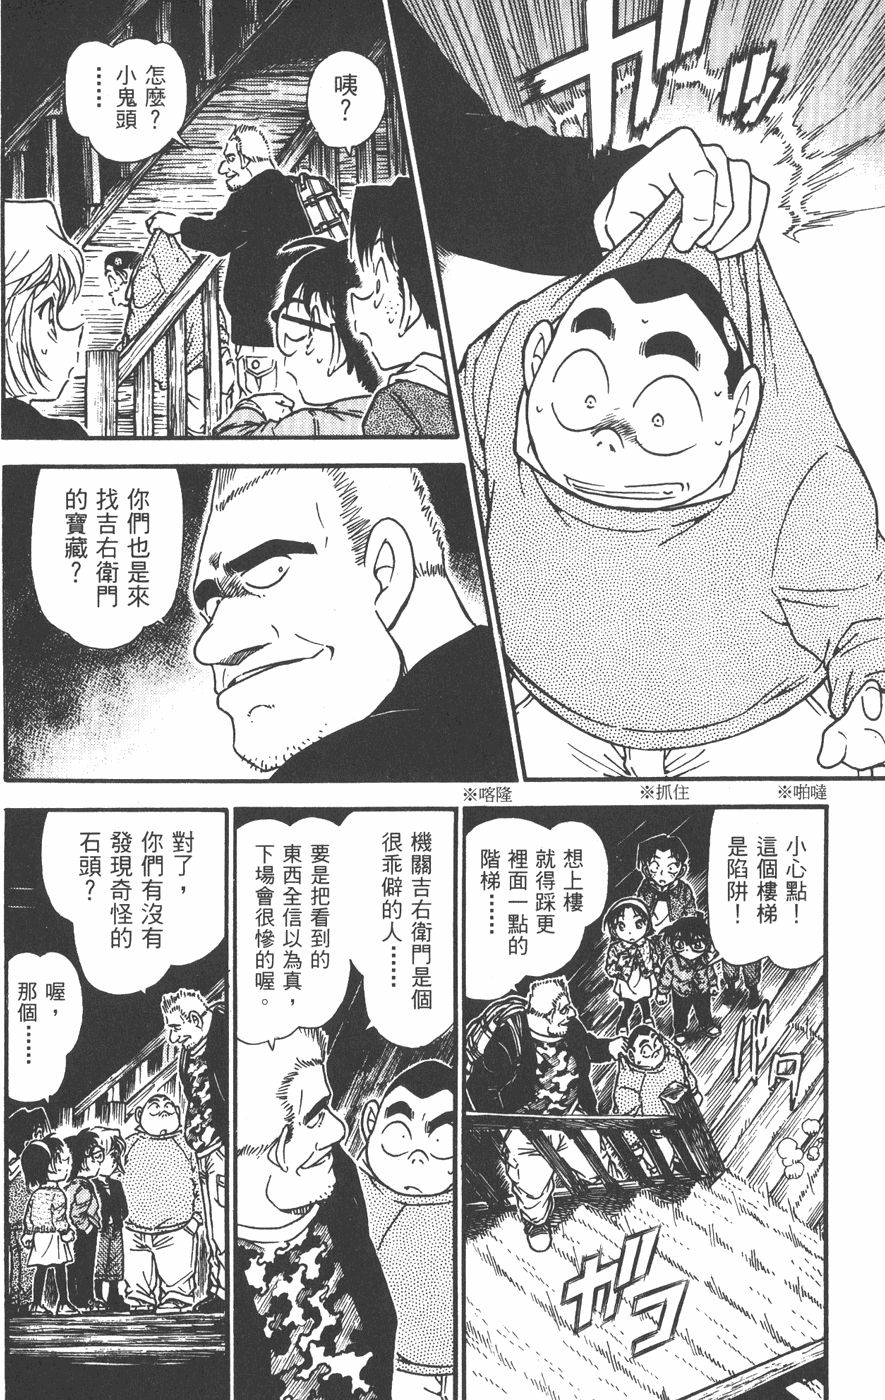 ガッ
咦？
怎麼？
小鬼頭
……
你們也是來
找吉右衛門
的寶藏？
※啪噠
※抓住
※喀隆
小心點！
這個樓梯
是陷阱！
想上樓
就得踩更
裡面一點的
階梯……
ガコ
機關吉右衛門是個
很乖僻的人……
要是把看到的
東西全信以為真，
下場會很慘的喔。
對了，
你們有沒有
發現奇怪的
石頭？
喔，
那個……